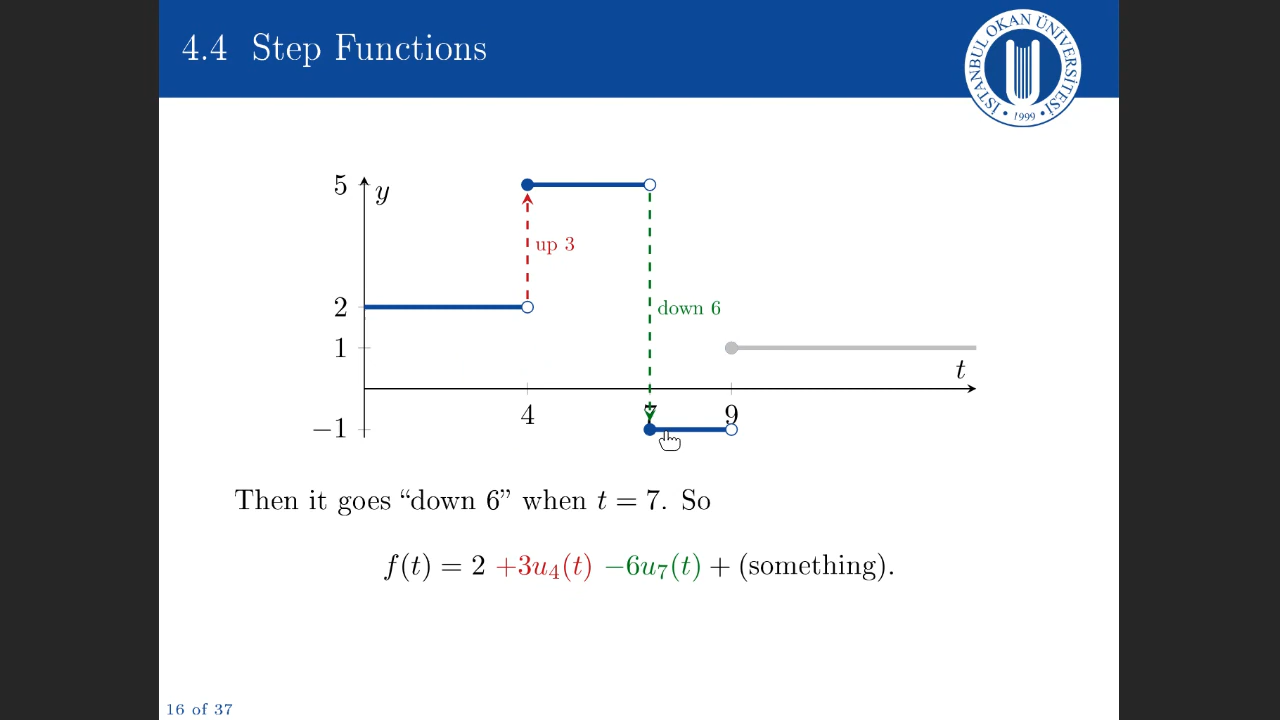 4.4 Step Functions
İSTANBUL OKAN ÜNİVERSİTESİ
• 1999 •
5
y
up 3
2
down 6
1
t
4
7
9
−1
Then it goes “down 6” when t = 7. So
f(t) = 2 +3u₄(t) −6u₇(t) + (something).
16 of 37